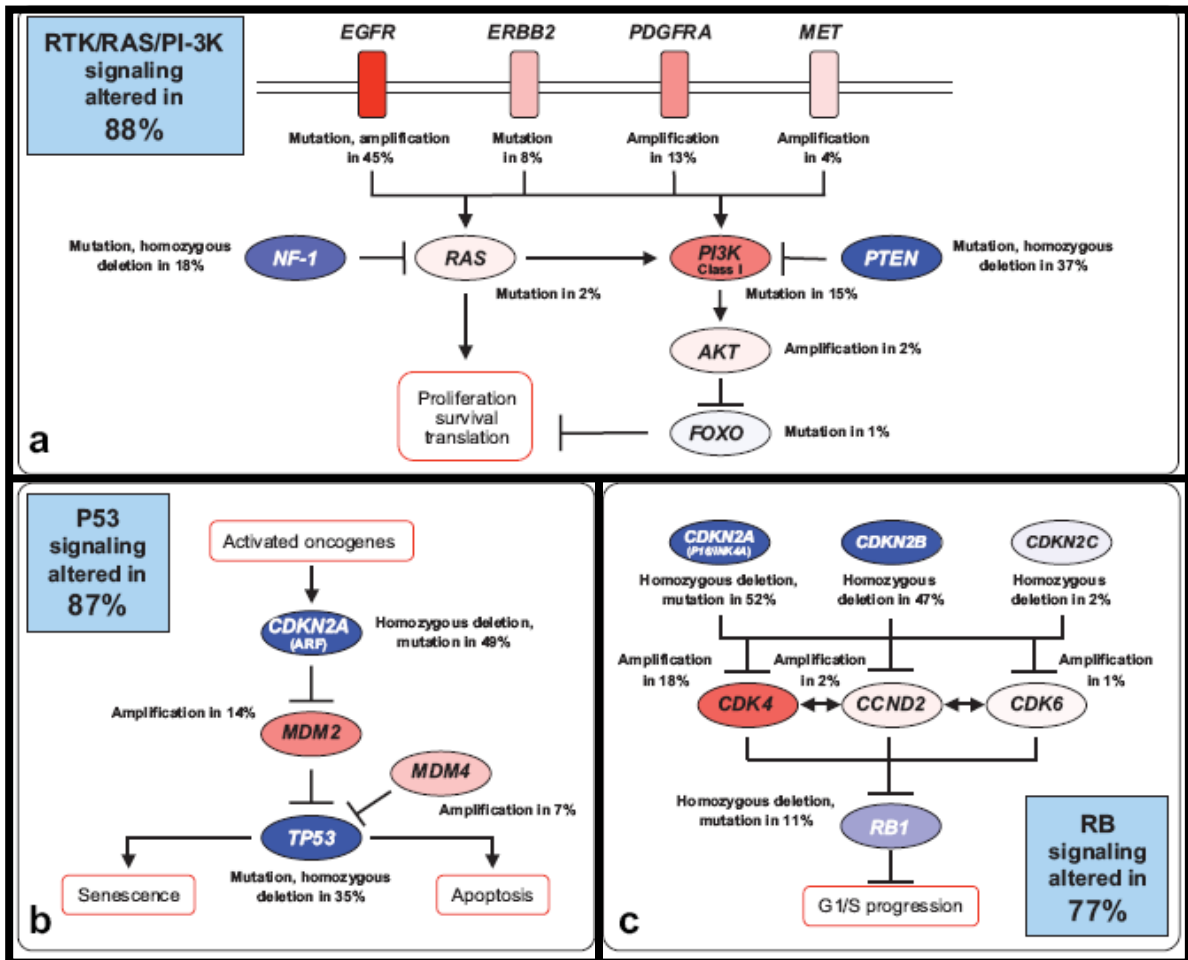 RTK/RAS/PI-3K
signaling
altered in
88%
EGFR
ERBB2
PDGFRA
MET
Mutation, amplification
in 45%
Mutation
in 8%
Amplification
in 13%
Amplification
in 4%
Mutation, homozygous
deletion in 18%
NF-1
RAS
Mutation in 2%
PI3K
Class I
Mutation in 15%
PTEN
Mutation, homozygous
deletion in 37%
AKT
Amplification in 2%
Proliferation
survival
translation
FOXO
Mutation in 1%
a
P53
signaling
altered in
87%
Activated oncogenes
CDKN2A
(ARF)
Homozygous deletion,
mutation in 49%
Amplification in 14%
MDM2
MDM4
Amplification in 7%
TP53
Mutation, homozygous
deletion in 35%
Senescence
Apoptosis
b
CDKN2A
(P16/INK4A)
CDKN2B
CDKN2C
Homozygous deletion,
mutation in 52%
Homozygous
deletion in 47%
Homozygous
deletion in 2%
Amplification
in 18%
Amplification
in 2%
Amplification
in 1%
CDK4
CCND2
CDK6
Homozygous deletion,
mutation in 11%
RB1
G1/S progression
RB
signaling
altered in
77%
c